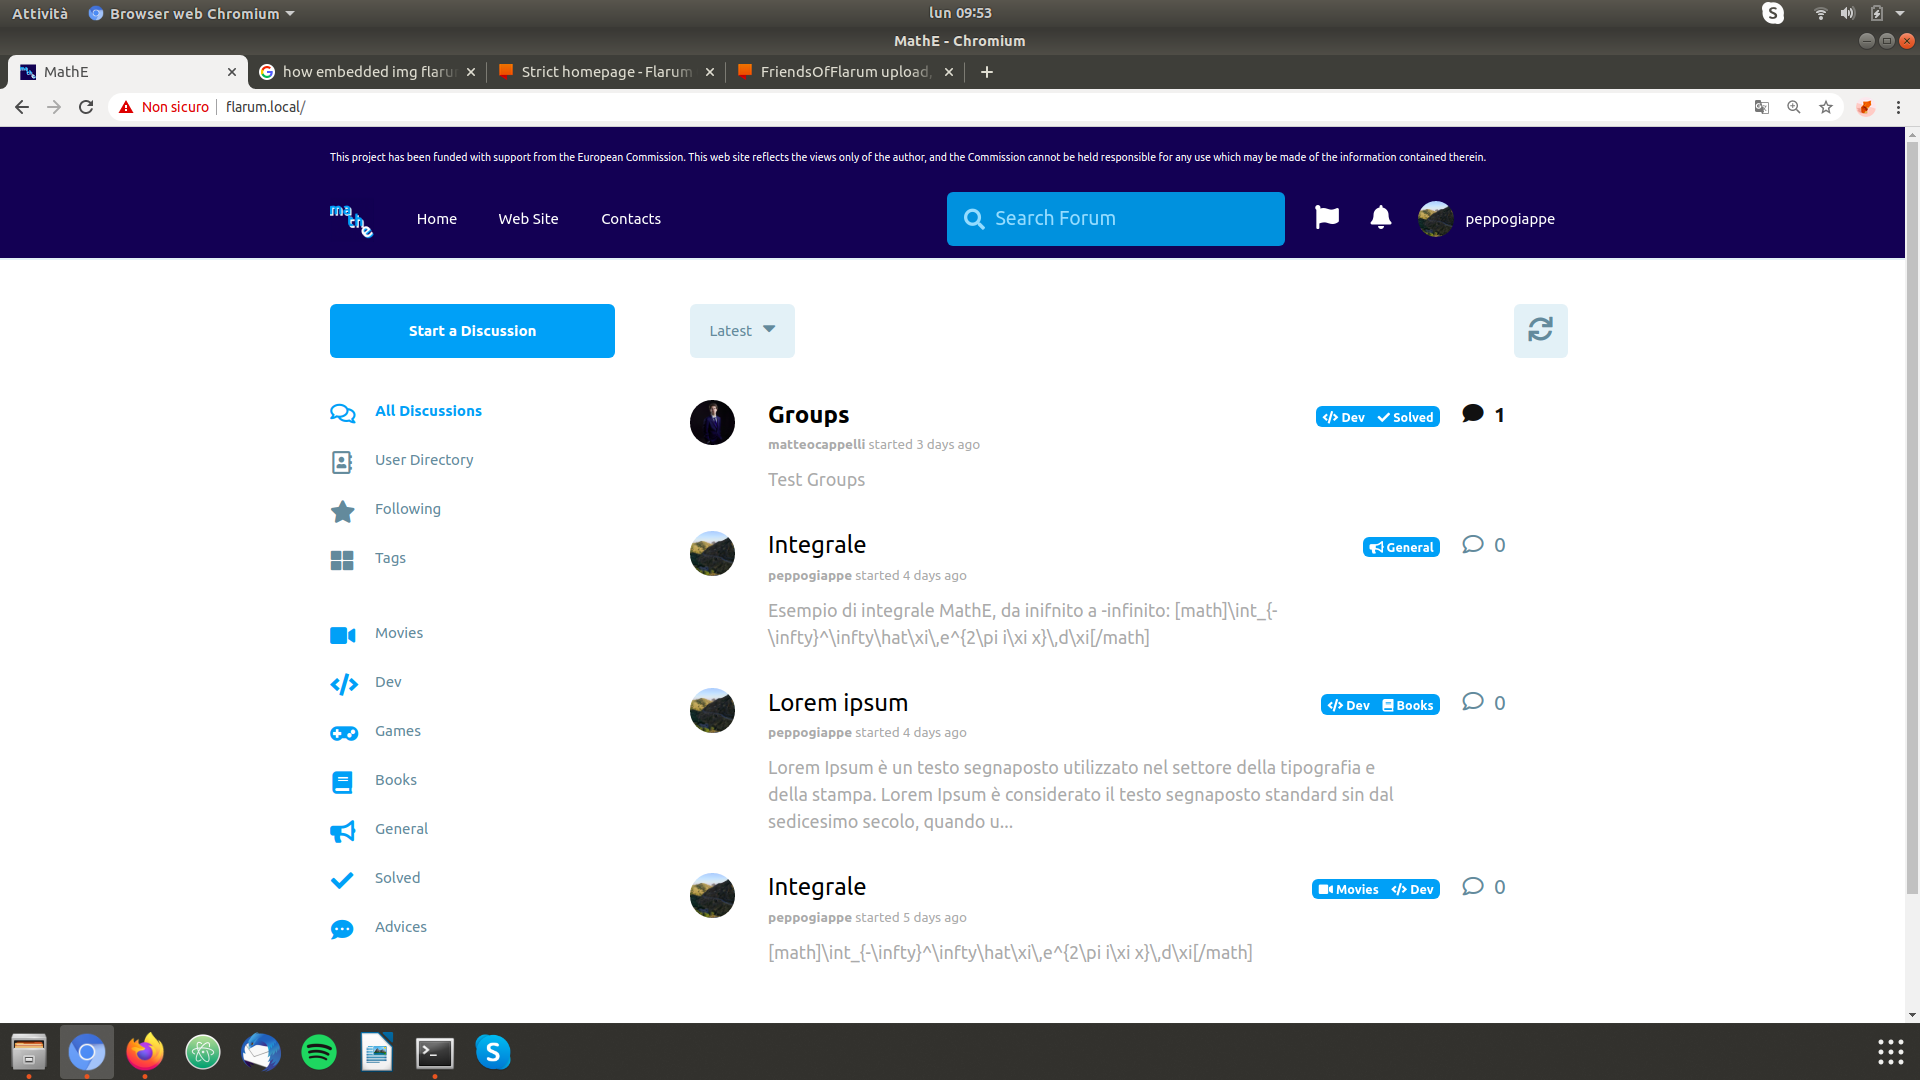 Attività Browser web Chromium lun 09:53
MathE - Chromium
MathE how embedded img flaru Strict homepage - Flarum FriendsOfFlarum upload,
Non sicuro flarum.local/
This project has been funded with support from the European Commission. This web site reflects the views only of the author, and the Commission cannot be held responsible for any use which may be made of the information contained therein.
ma th e Home Web Site Contacts Search Forum peppogiappe
Start a Discussion Latest
All Discussions
User Directory
Following
Tags
Movies
Dev
Games
Books
General
Solved
Advices
Groups Dev Solved 1
matteocappelli started 3 days ago
Test Groups
Integrale General 0
peppogiappe started 4 days ago
Esempio di integrale MathE, da inifnito a -infinito: [math]\int_{-
\infty}^\infty\hat\xi\,e^{2\pi i\xi x}\,d\xi[/math]
Lorem ipsum Dev Books 0
peppogiappe started 4 days ago
Lorem Ipsum è un testo segnaposto utilizzato nel settore della tipografia e
della stampa. Lorem Ipsum è considerato il testo segnaposto standard sin dal
sedicesimo secolo, quando u...
Integrale Movies Dev 0
peppogiappe started 5 days ago
[math]\int_{-\infty}^\infty\hat\xi\,e^{2\pi i\xi x}\,d\xi[/math]